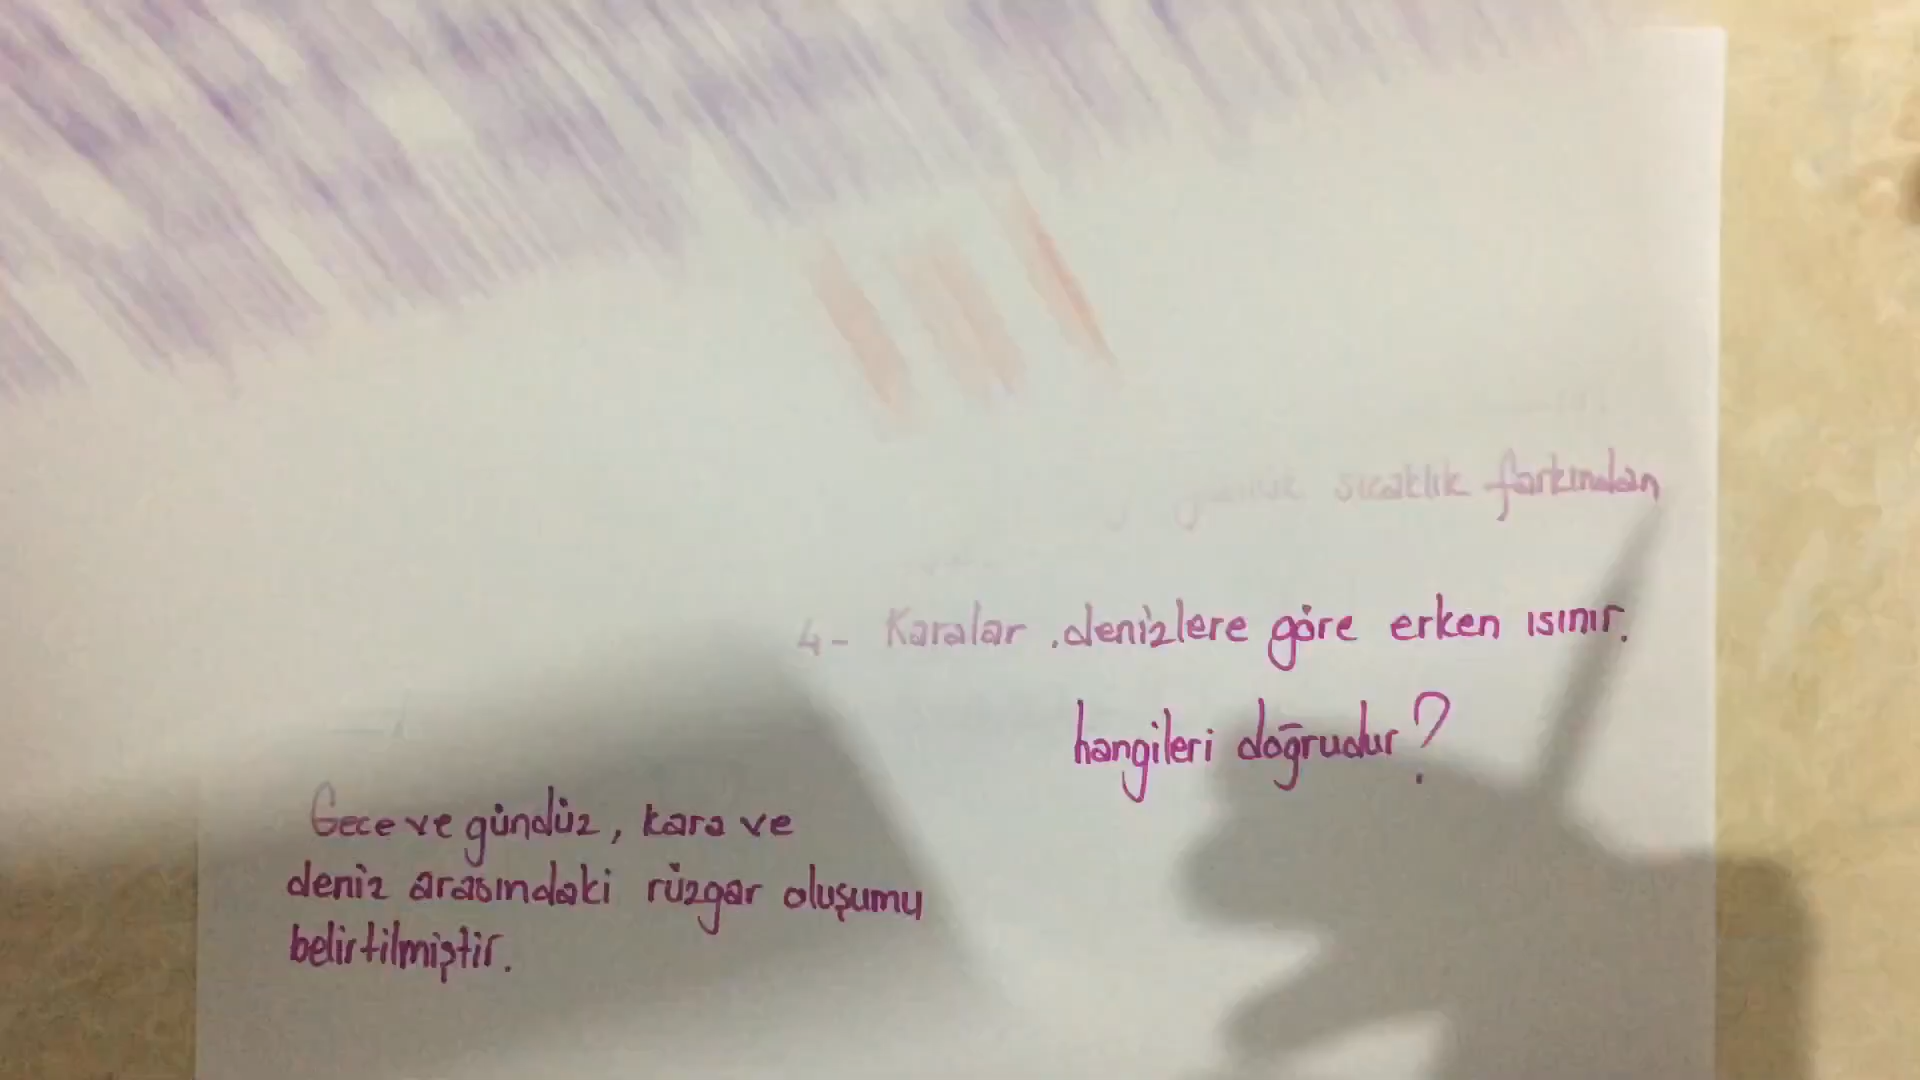 sıcaklık farkından
4- Karalar .denizlere göre erken ısınır.
hangileri doğrudur?
Gece ve gündüz, kara ve
deniz arasındaki rüzgar oluşumu
belirtilmiştir.